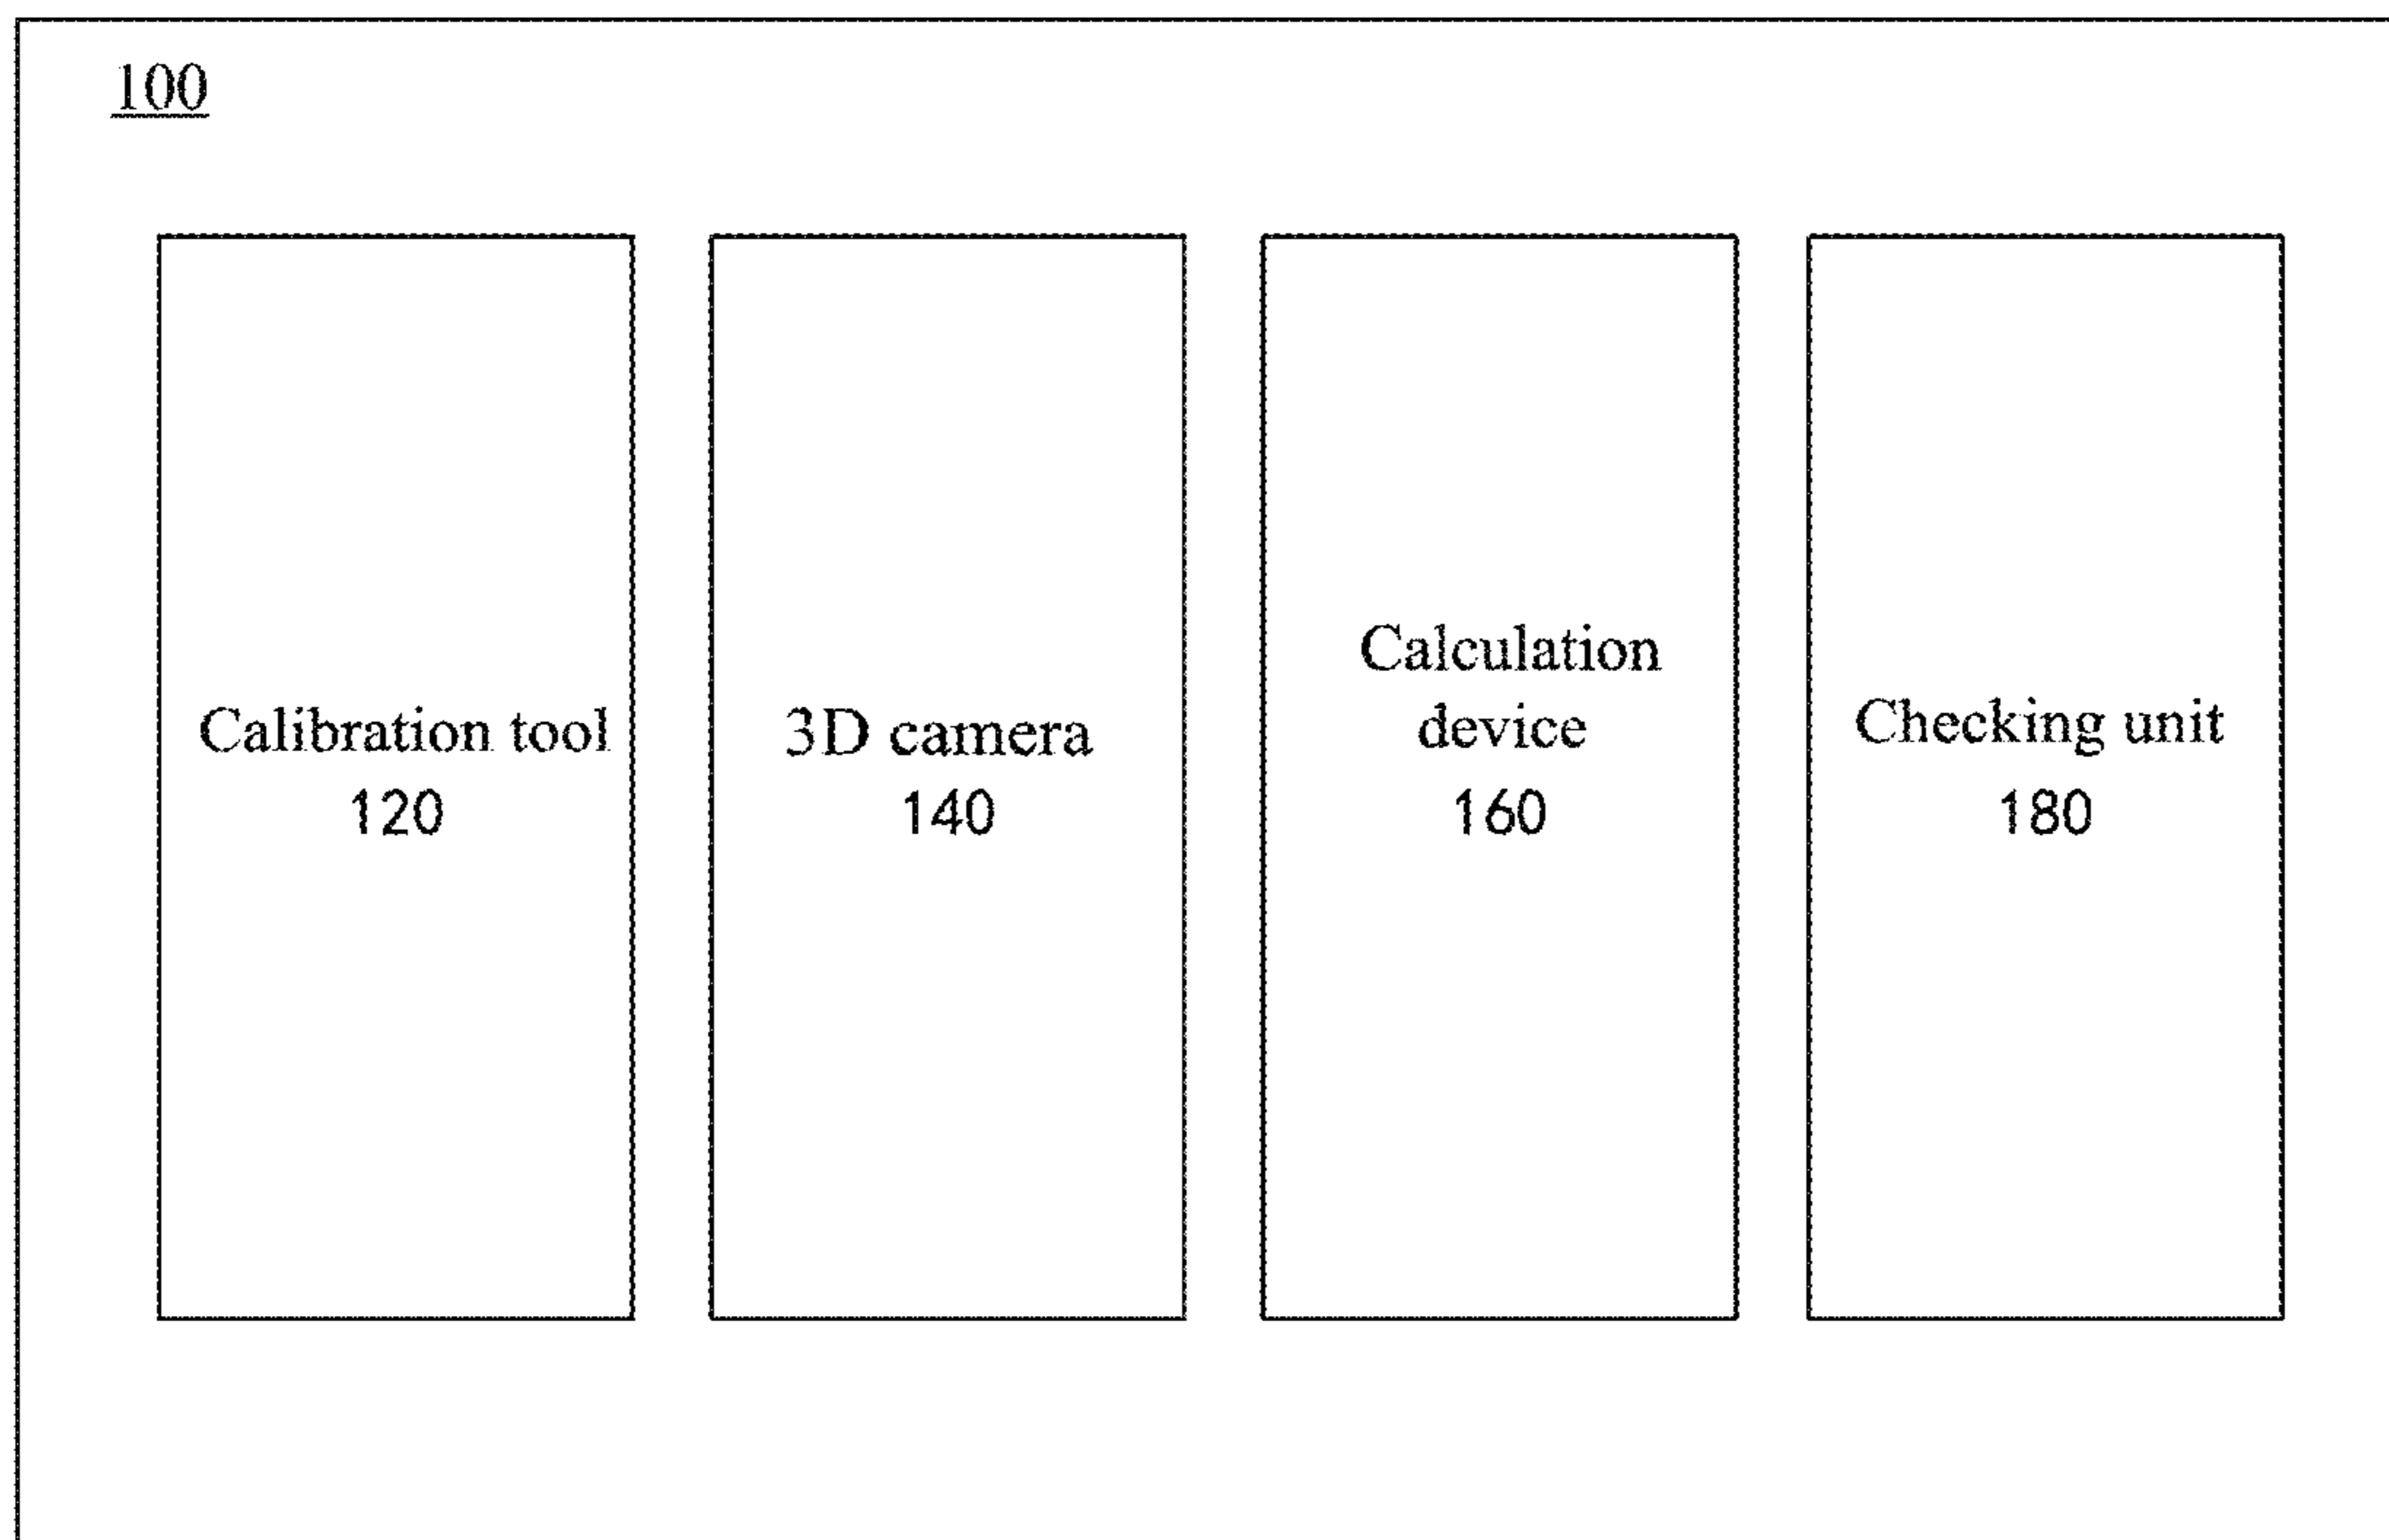 100
Calibration tool
120
3D camera
140
Calculation
device
160
Checking unit
180